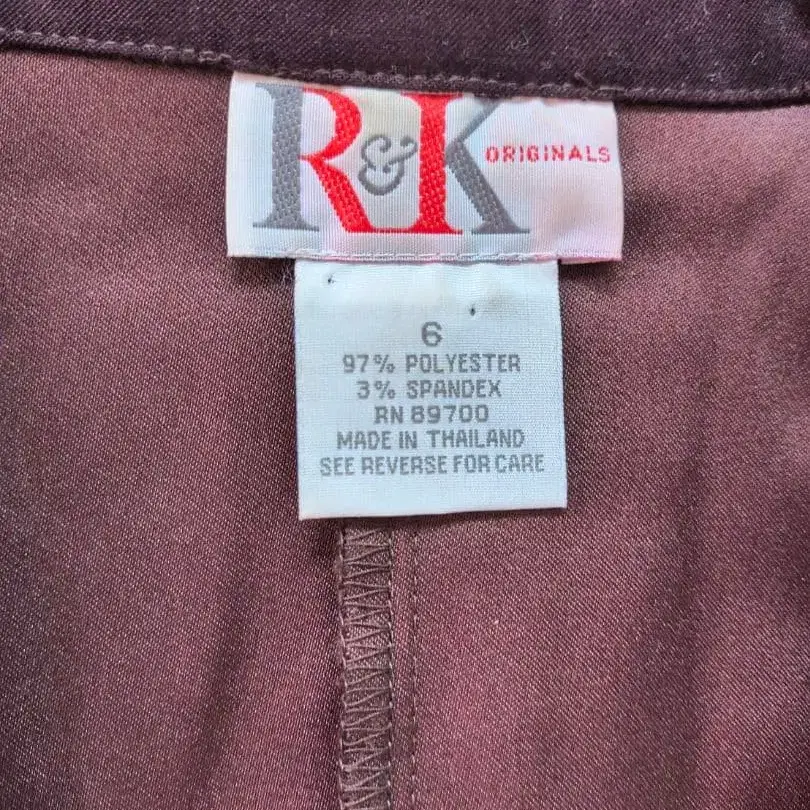 R&K ORIGINALS
6
97% POLYESTER
3% SPANDEX
RN 89700
MADE IN THAILAND
SEE REVERSE FOR CARE